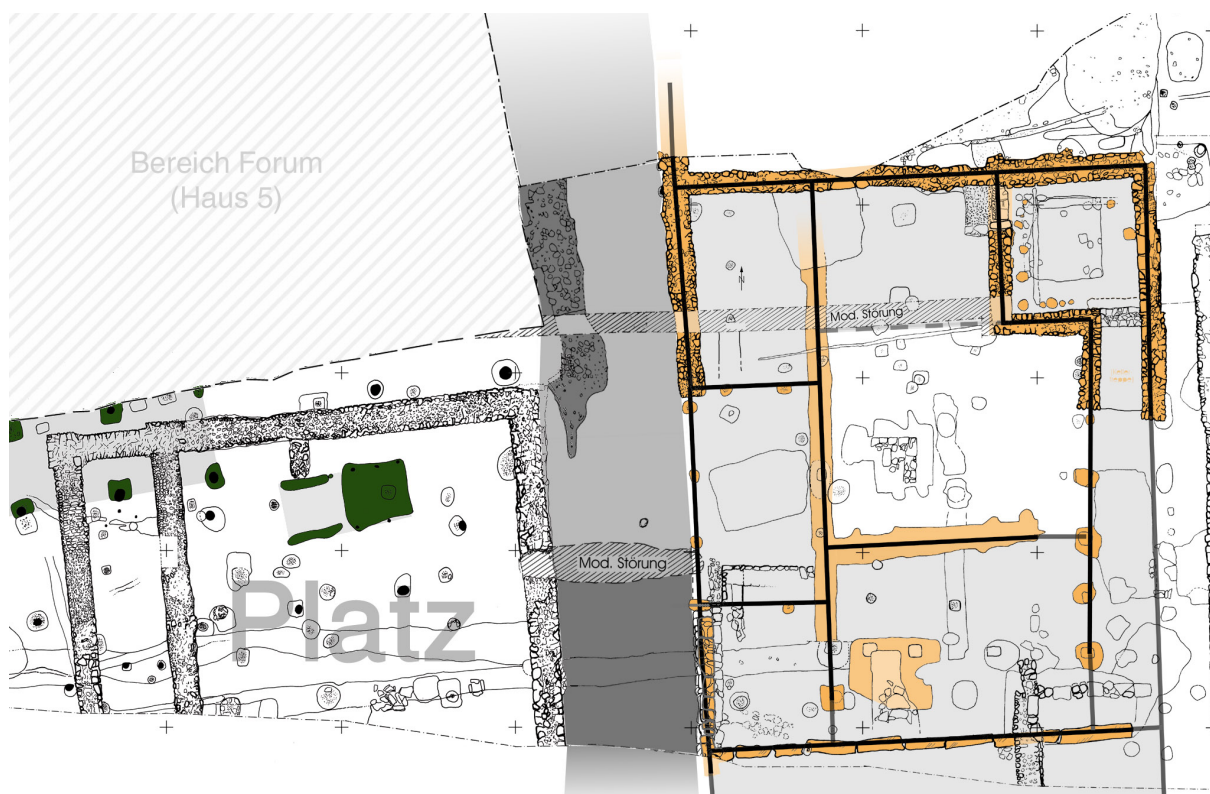 Bereich Forum
(Haus 5)
N
Mod. Störung
Mod. Störung
Platz